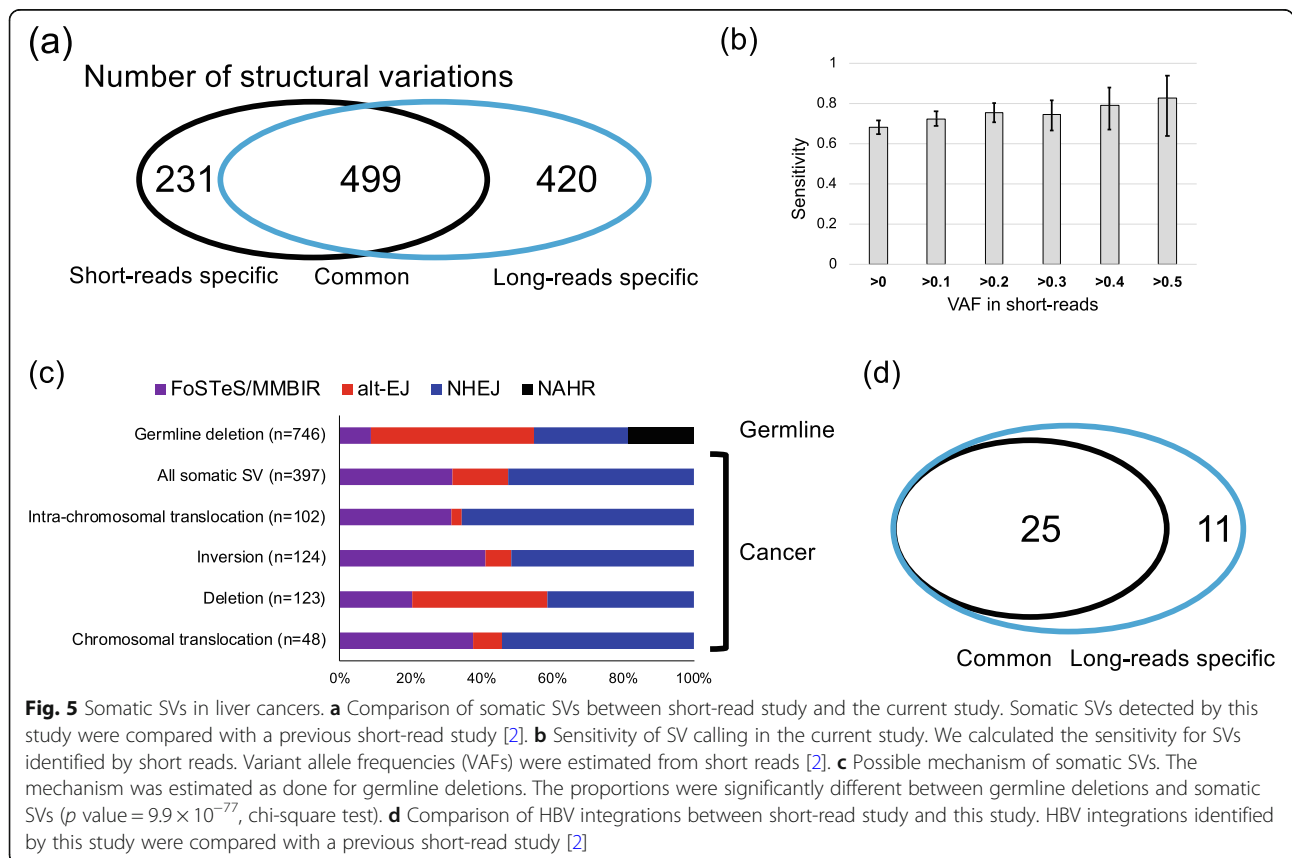 (a)
Number of structural variations
231
499
420
Short-reads specific
Common
Long-reads specific
(b)
Sensitivity
1
0.8
0.6
0.4
0.2
0
>0
>0.1
>0.2
>0.3
>0.4
>0.5
VAF in short-reads
(c)
FoSTeS/MMBIR
alt-EJ
NHEJ
NAHR
Germline deletion (n=746)
All somatic SV (n=397)
Intra-chromosomal translocation (n=102)
Inversion (n=124)
Deletion (n=123)
Chromosomal translocation (n=48)
0%
20%
40%
60%
80%
100%
Germline
Cancer
(d)
25
11
Common
Long-reads specific
Fig. 5 Somatic SVs in liver cancers. a Comparison of somatic SVs between short-read study and the current study. Somatic SVs detected by this
study were compared with a previous short-read study [2]. b Sensitivity of SV calling in the current study. We calculated the sensitivity for SVs
identified by short reads. Variant allele frequencies (VAFs) were estimated from short reads [2]. c Possible mechanism of somatic SVs. The
mechanism was estimated as done for germline deletions. The proportions were significantly different between germline deletions and somatic
SVs (p value = 9.9 × 10⁻⁷⁷, chi-square test). d Comparison of HBV integrations between short-read study and this study. HBV integrations identified
by this study were compared with a previous short-read study [2]